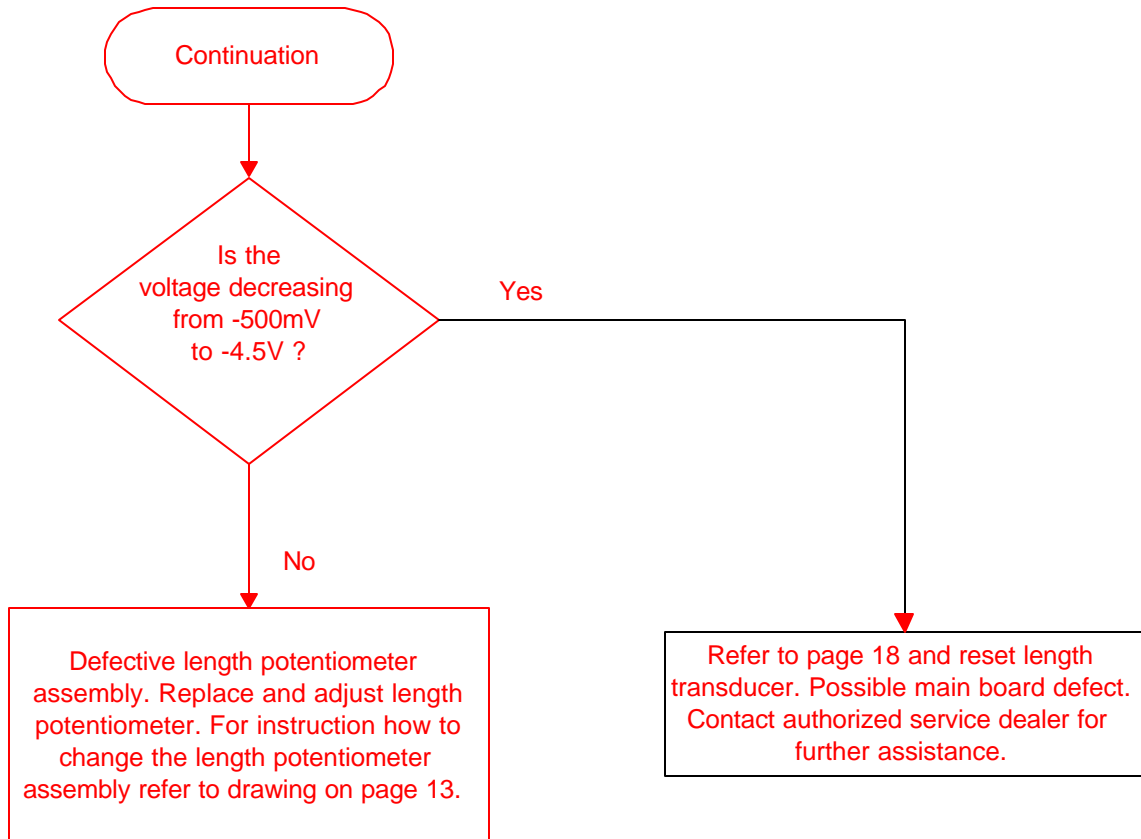 Continuation
Is the
voltage decreasing
from -500mV
to -4.5V ?
Yes
No
Defective length potentiometer
assembly. Replace and adjust length
potentiometer. For instruction how to
change the length potentiometer
assembly refer to drawing on page 13.
Refer to page 18 and reset length
transducer. Possible main board defect.
Contact authorized service dealer for
further assistance.